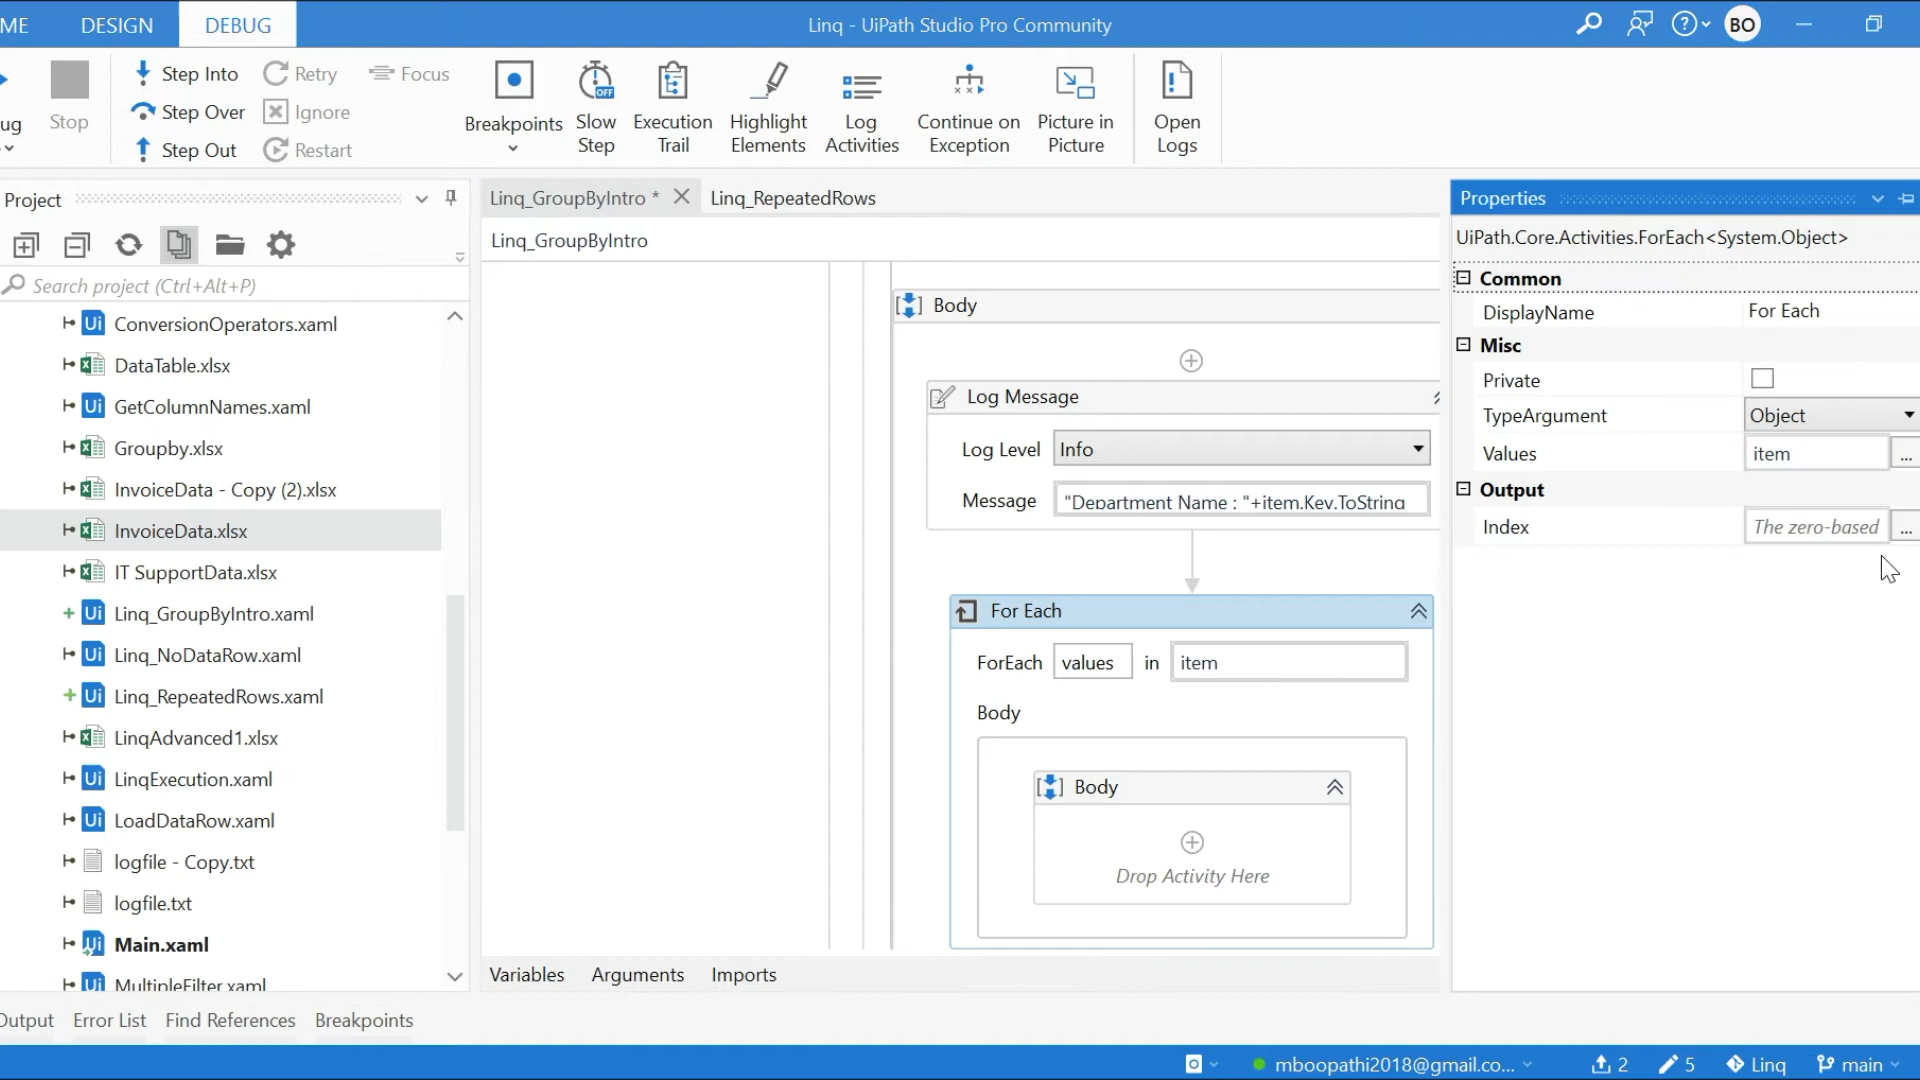 ME DESIGN DEBUG Linq - UiPath Studio Pro Community BO
ug Stop
Step Into
Step Over
Step Out
Retry
Ignore
Restart
Focus
Breakpoints
Slow Step OFF
Execution Trail
Highlight Elements
Log Activities
Continue on Exception
Picture in Picture
Open Logs
Project
Search project (Ctrl+Alt+P)
ConversionOperators.xaml
DataTable.xlsx
GetColumnNames.xaml
Groupby.xlsx
InvoiceData - Copy (2).xlsx
InvoiceData.xlsx
IT SupportData.xlsx
Linq_GroupByIntro.xaml
Linq_NoDataRow.xaml
Linq_RepeatedRows.xaml
LinqAdvanced1.xlsx
LinqExecution.xaml
LoadDataRow.xaml
logfile - Copy.txt
logfile.txt
Main.xaml
MultipleFilter.xaml
Linq_GroupByIntro * Linq_RepeatedRows
Linq_GroupByIntro
Body
Log Message
Log Level Info
Message "Department Name : "+item.Key.ToString
For Each
ForEach values in item
Body
Body
Drop Activity Here
Variables Arguments Imports
Properties
UiPath.Core.Activities.ForEach<System.Object>
Common
DisplayName For Each
Misc
Private
TypeArgument Object
Values item ...
Output
Index The zero-based ...
Output Error List Find References Breakpoints
mboopathi2018@gmail.co... 2 5 Linq main